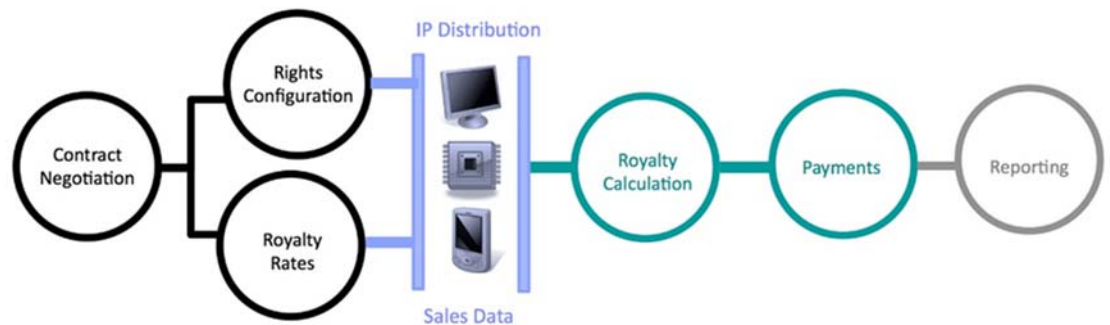 Contract
Negotiation
Rights
Configuration
Royalty
Rates
IP Distribution
Sales Data
Royalty
Calculation
Payments
Reporting